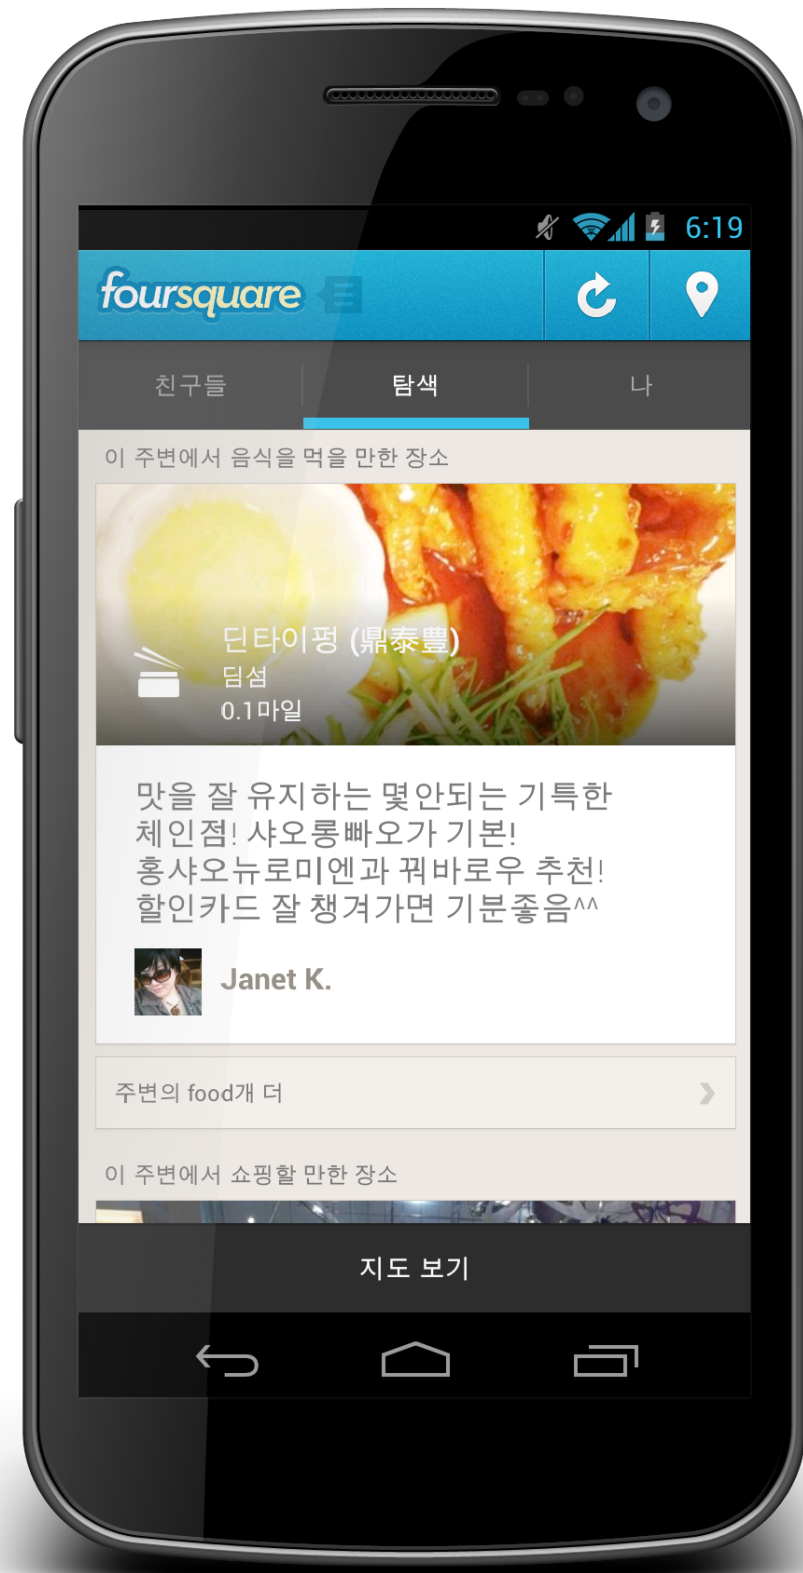 6:19
foursquare
친구들 탐색 나
이 주변에서 음식을 먹을 만한 장소
딘타이펑 (鼎泰豊)
딤섬
0.1마일
맛을 잘 유지하는 몇안되는 기특한
체인점! 샤오롱빠오가 기본!
홍샤오뉴로미엔과 꿔바로우 추천!
할인카드 잘 챙겨가면 기분좋음^^
Janet K.
주변의 food개 더
이 주변에서 쇼핑할 만한 장소
지도 보기